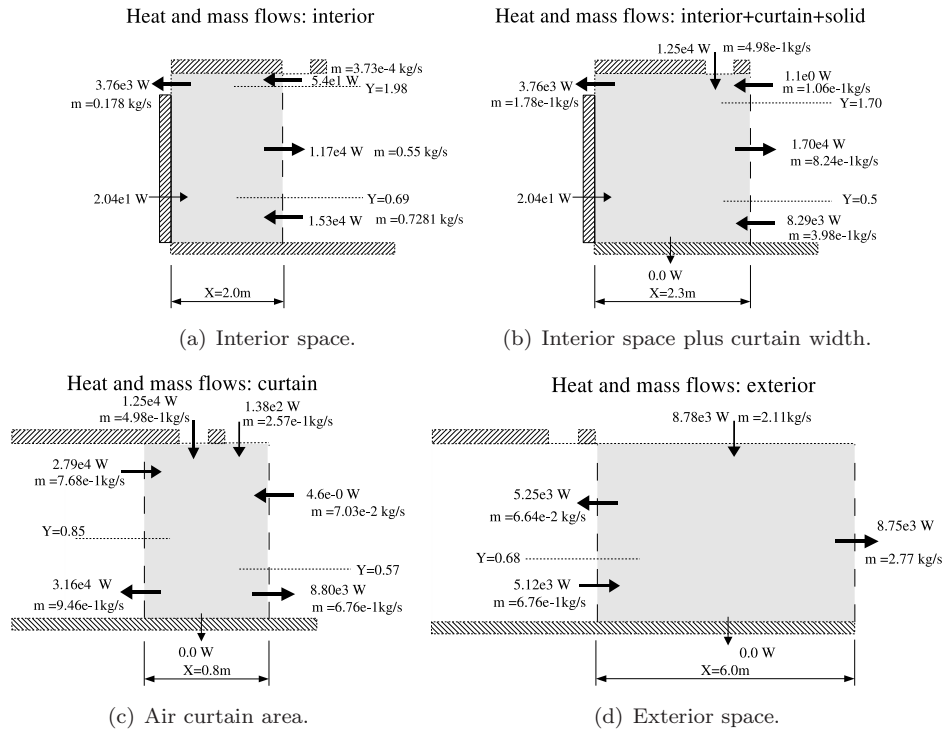 Heat and mass flows: interior
3.76e3 W
m =0.178 kg/s
m =3.73e-4 kg/s
5.4e1 W
Y=1.98
1.17e4 W m =0.55 kg/s
2.04e1 W
Y=0.69
1.53e4 W m =0.7281 kg/s
X=2.0m
(a) Interior space.
Heat and mass flows: interior+curtain+solid
1.25e4 W m =4.98e-1kg/s
3.76e3 W
m =1.78e-1kg/s
1.1e0 W
m =1.06e-1kg/s
Y=1.70
1.70e4 W
m =8.24e-1kg/s
2.04e1 W
Y=0.5
8.29e3 W
m =3.98e-1kg/s
0.0 W
X=2.3m
(b) Interior space plus curtain width.
Heat and mass flows: curtain
1.25e4 W
m =4.98e-1kg/s
1.38e2 W
m =2.57e-1kg/s
2.79e4 W
m =7.68e-1kg/s
4.6e-0 W
m =7.03e-2 kg/s
Y=0.85
Y=0.57
3.16e4 W
m =9.46e-1kg/s
8.80e3 W
m =6.76e-1kg/s
0.0 W
X=0.8m
(c) Air curtain area.
Heat and mass flows: exterior
8.78e3 W m =2.11kg/s
5.25e3 W
m =6.64e-2 kg/s
8.75e3 W
m =2.77 kg/s
Y=0.68
5.12e3 W
m =6.76e-1kg/s
0.0 W
X=6.0m
(d) Exterior space.